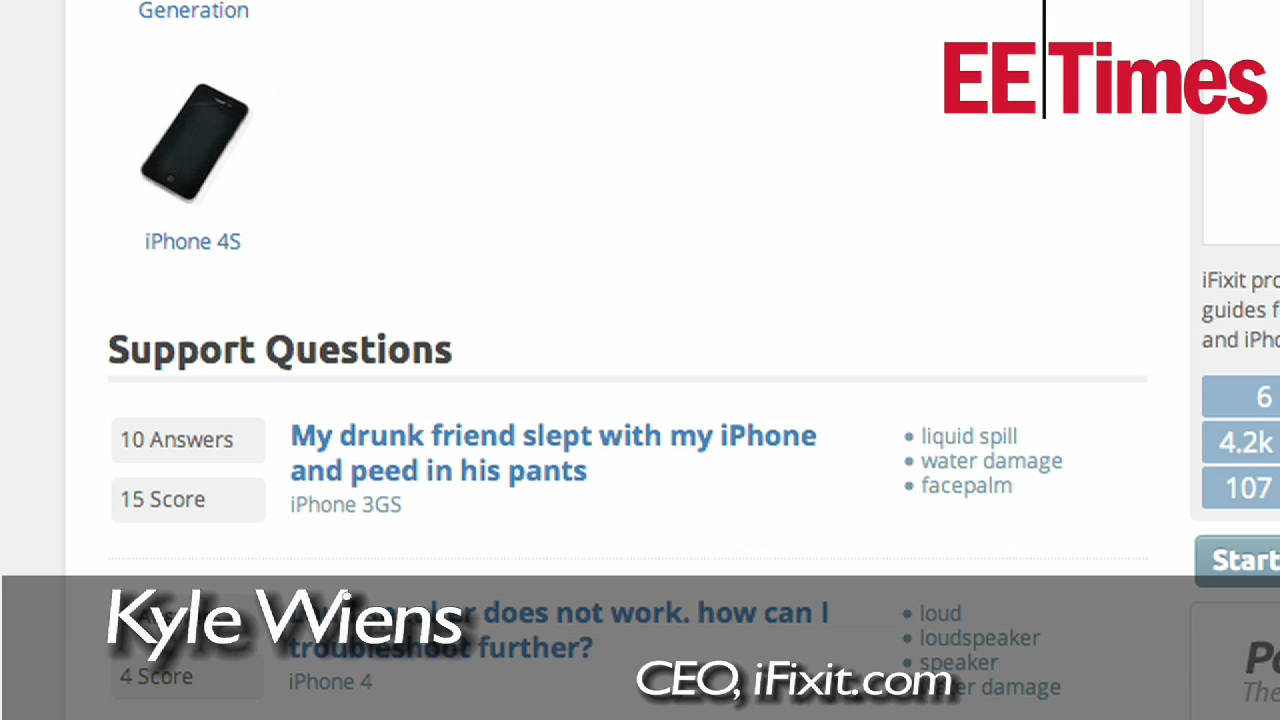 Generation
EE Times
iPhone 4S
iFixit
guides
and
Support Questions
6
10 Answers
My drunk friend slept with my iPhone
and peed in his pants
• liquid spill
• water damage
• facepalm
4.2k
15 Score
iPhone 3GS
107
Start
does not work. how can I
troubleshoot further?
• loud
• loudspeaker
• speaker
damage
4 Score
iPhone 4
Kyle Wiens
CEO, iFixit.com
The